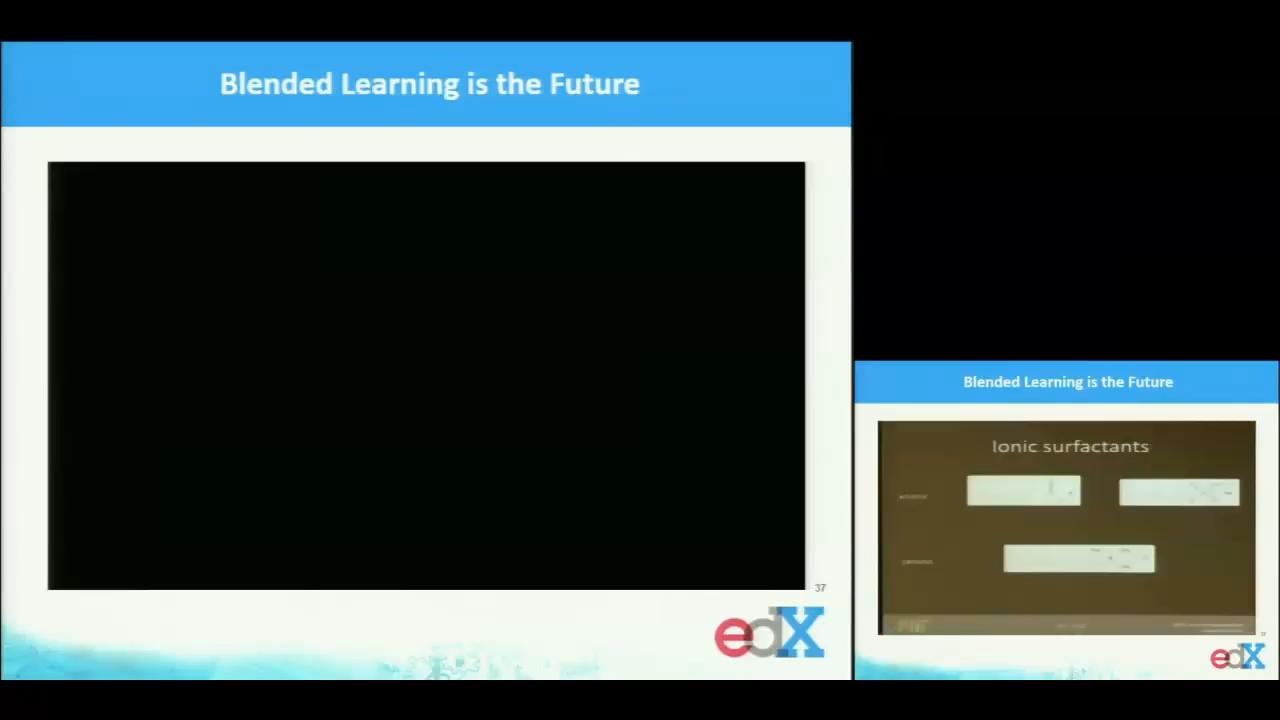 Blended Learning is the Future
37
edX
Blended Learning is the Future
Ionic surfactants
edX